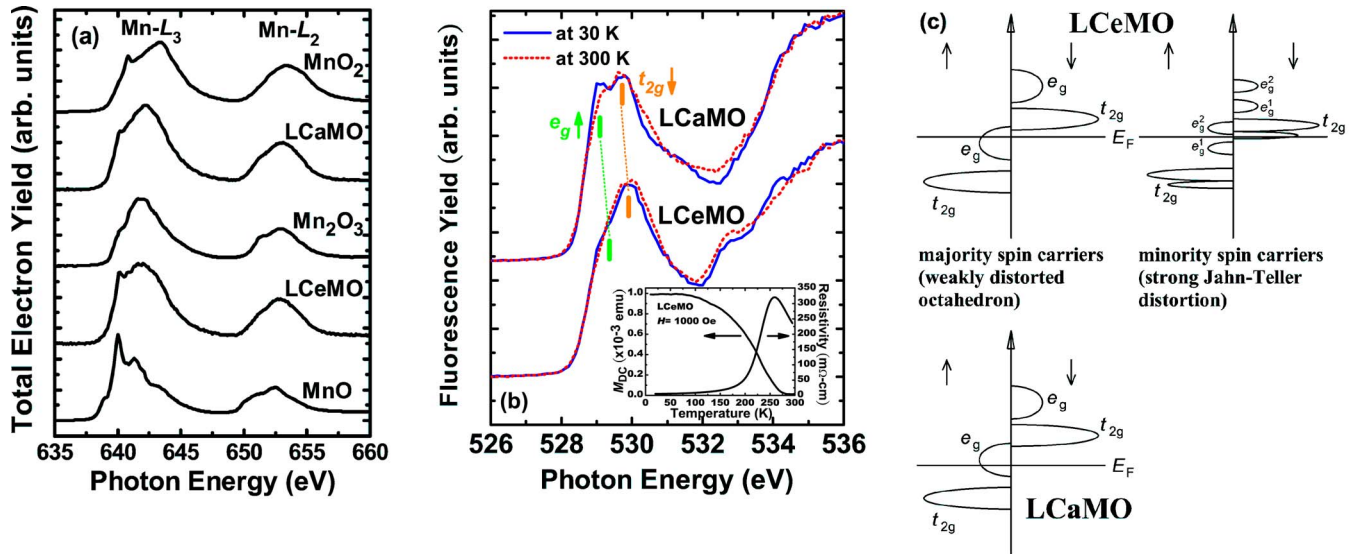 (a)
Mn-L3
Mn-L2
MnO2
LCaMO
Mn2O3
LCeMO
MnO
Total Electron Yield (arb. units)
635 640 645 650 655 660
Photon Energy (eV)
at 30 K
at 300 K
t2g↓
eg↑
LCaMO
LCeMO
(b)
Fluorescence Yield (arb. units)
526 528 530 532 534 536
Photon Energy (eV)
LCeMO
H= 1000 Oe
MDC (x10-3 emu)
1.0
0.8
0.6
0.4
0.2
0.0
Resistivity (mΩ-cm)
350
300
250
200
150
100
50
0
50 100 150 200 250 300
Temperature (K)
(c)
LCeMO
↑ ↓ ↑ ↓
eg
t2g
eg
t2g
EF
eg2
eg1
eg2
t2g
eg1
t2g
majority spin carriers
(weakly distorted
octahedron)
minority spin carriers
(strong Jahn-Teller
distortion)
↑ ↓
eg
eg
t2g
EF
t2g
LCaMO